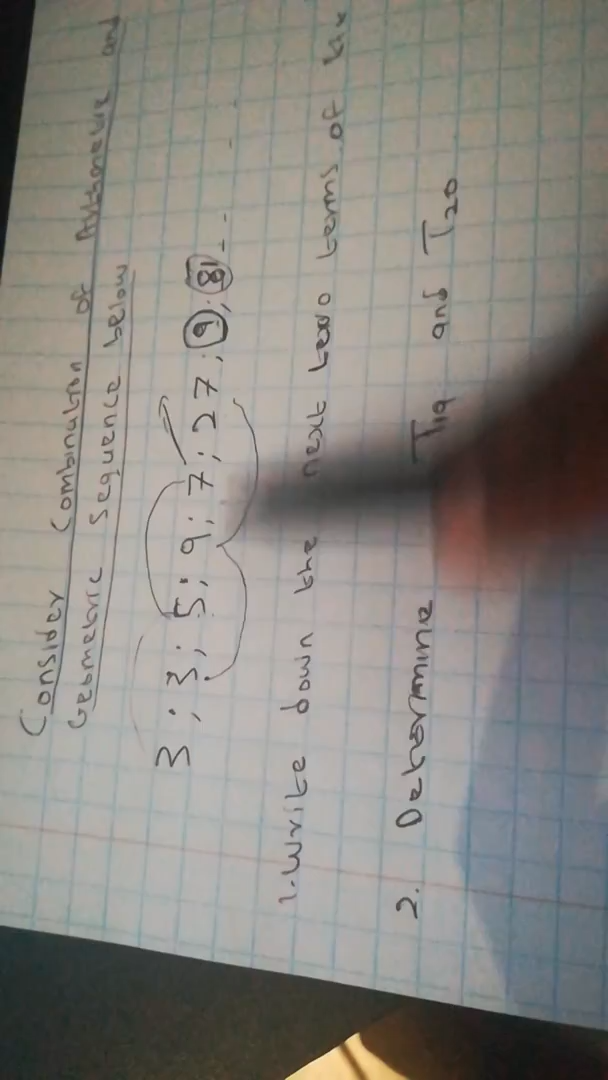 Consider Combination of Arithmetic and
Geometric Sequence below
3 ; 3 ; 5 ; 9 ; 7 ; 27 ; 9 ; 81 - - -
1. Write down the next two terms of the
2. Determine T19 and T20